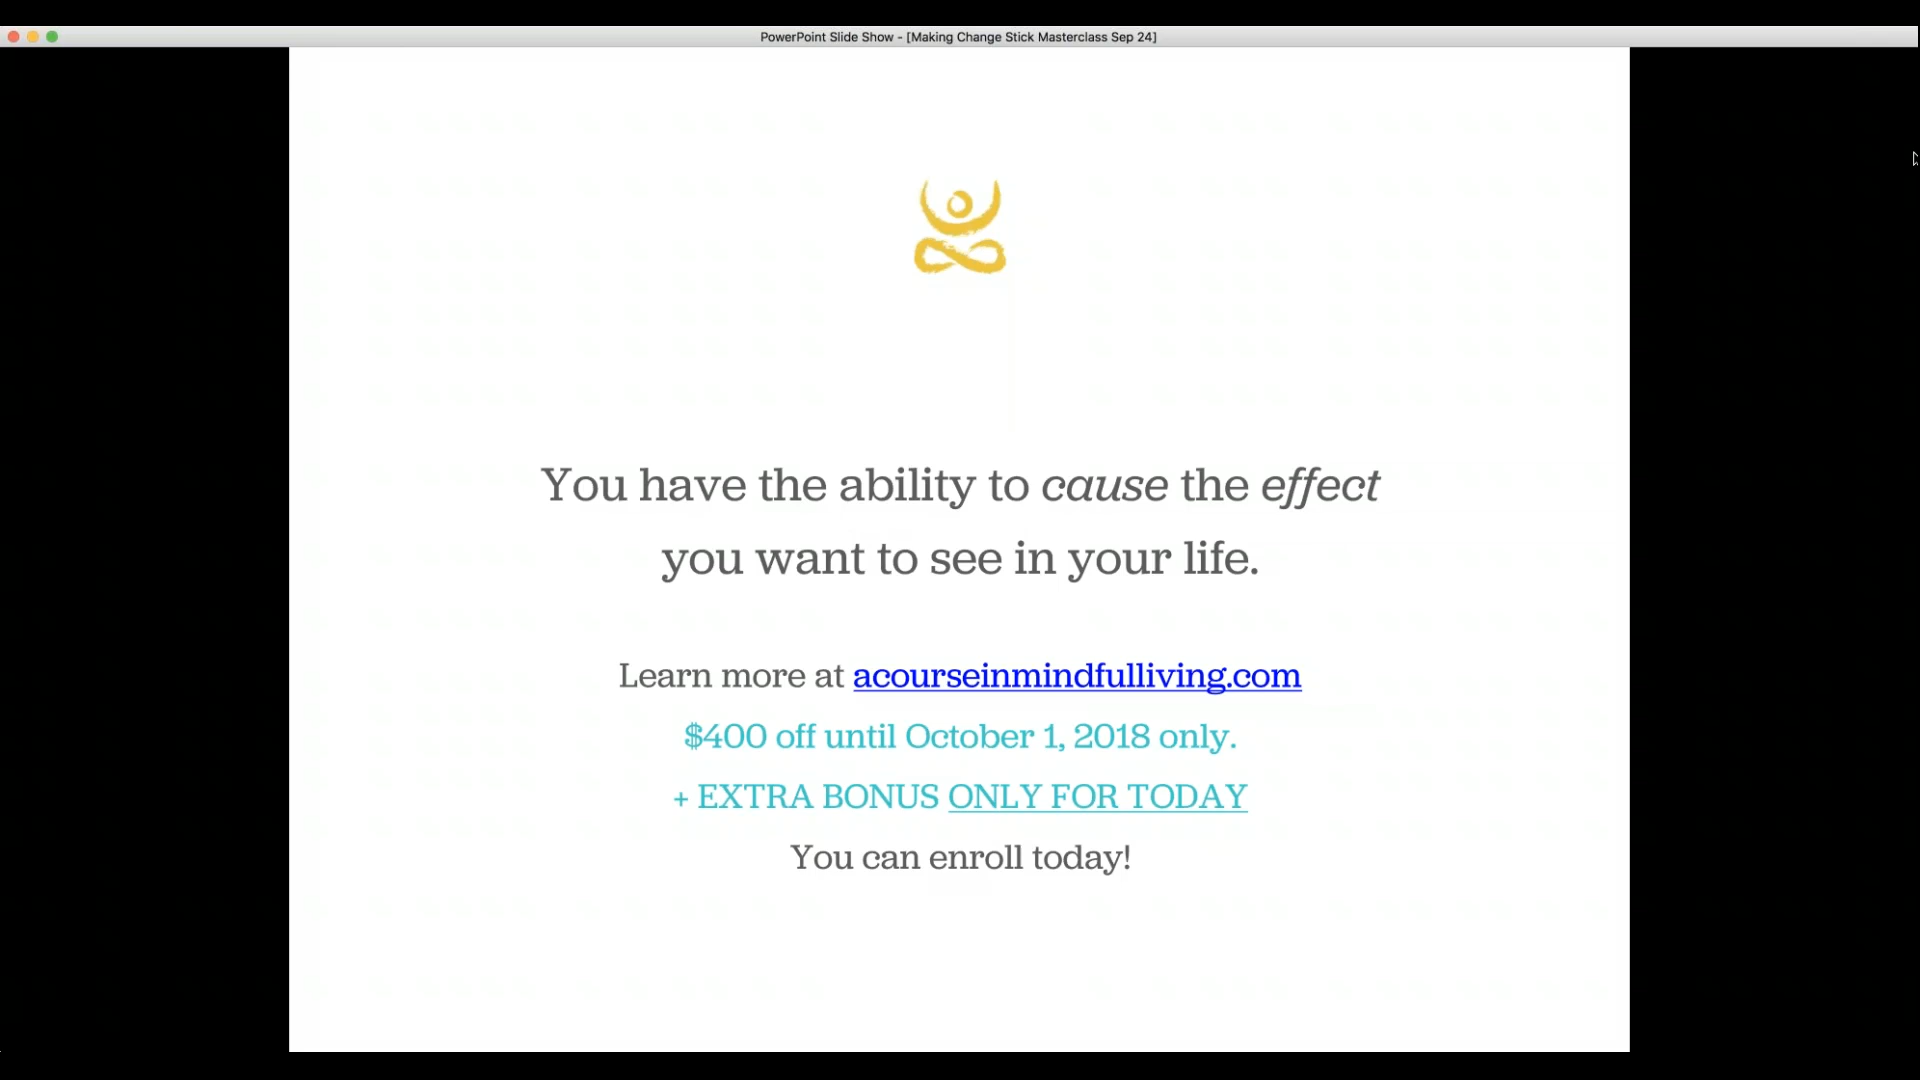 PowerPoint Slide Show - [Making Change Stick Masterclass Sep 24]
You have the ability to cause the effect
you want to see in your life.
Learn more at acourseinmindfulliving.com
$400 off until October 1, 2018 only.
+ EXTRA BONUS ONLY FOR TODAY
You can enroll today!